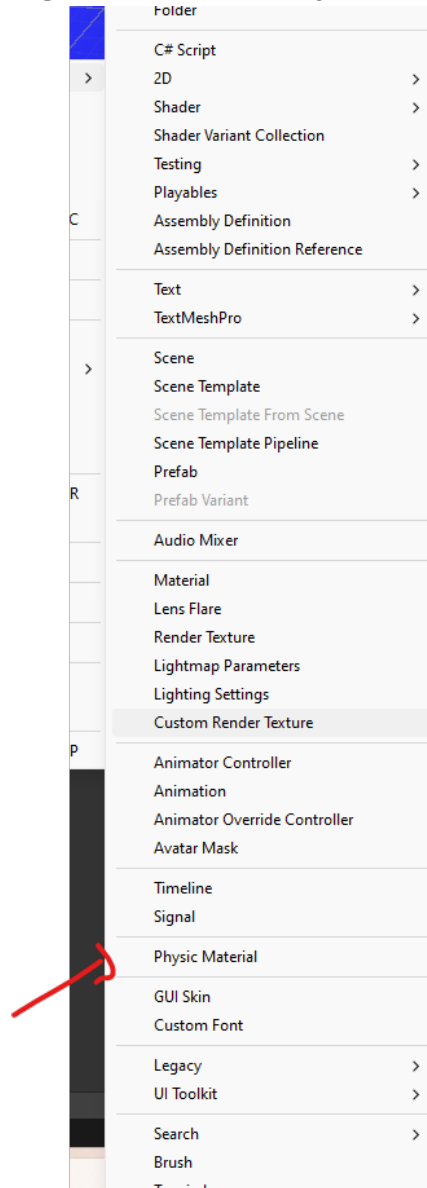 Folder
C# Script
2D
Shader
Shader Variant Collection
Testing
Playables
C
Assembly Definition
Assembly Definition Reference
Text
TextMeshPro
Scene
Scene Template
Scene Template From Scene
Scene Template Pipeline
Prefab
R
Prefab Variant
Audio Mixer
Material
Lens Flare
Render Texture
Lightmap Parameters
Lighting Settings
Custom Render Texture
P
Animator Controller
Animation
Animator Override Controller
Avatar Mask
Timeline
Signal
Physic Material
GUI Skin
Custom Font
Legacy
UI Toolkit
Search
Brush